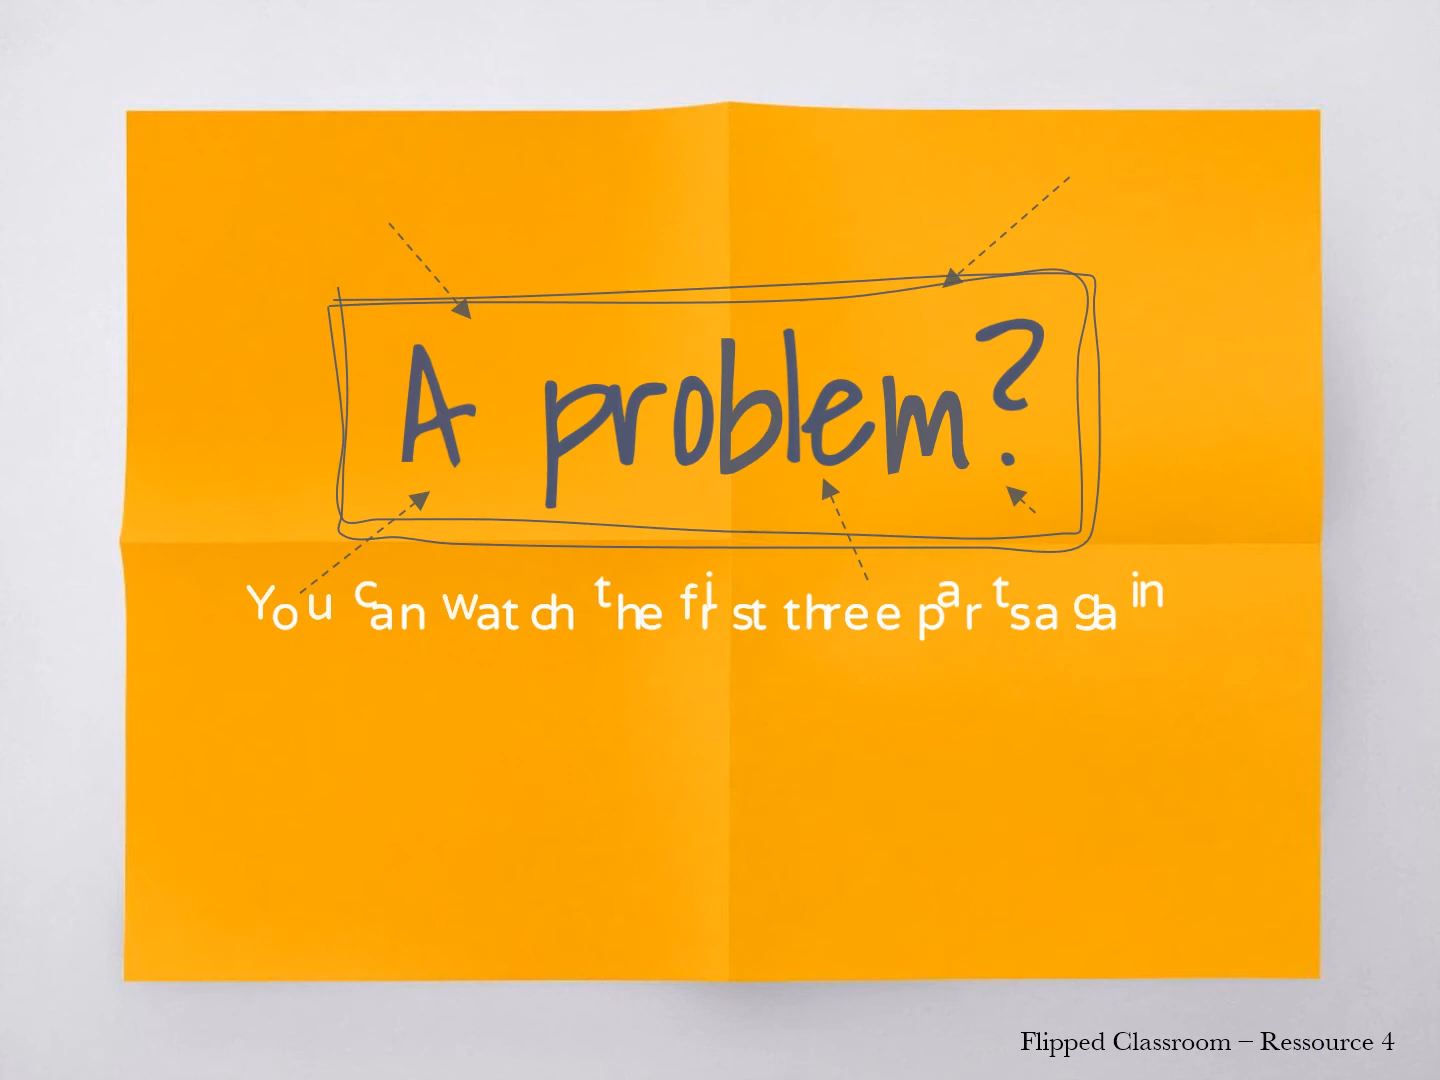 A problem?
You can watch the first three parts again
Flipped Classroom – Ressource 4